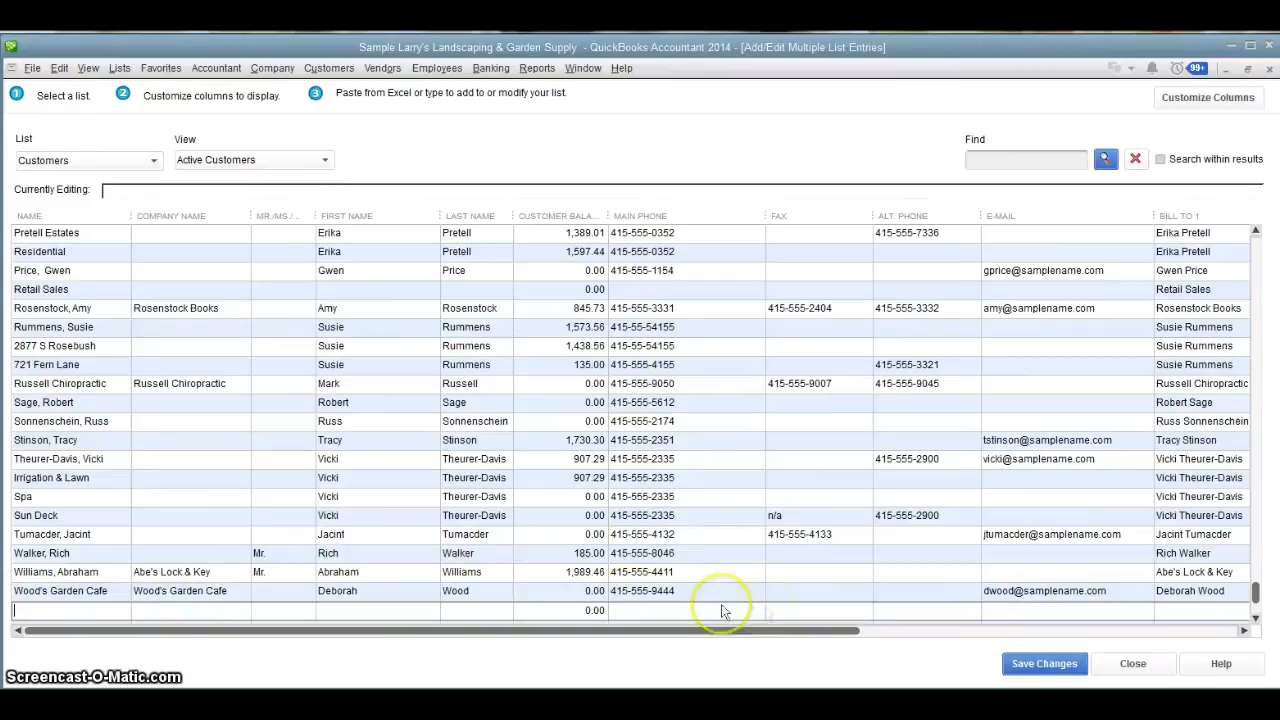 Sample Larry's Landscaping & Garden Supply - QuickBooks Accountant 2014 - [Add/Edit Multiple List Entries]
File Edit View Lists Favorites Accountant Company Customers Vendors Employees Banking Reports Window Help 99+
1 Select a list. 2 Customize columns to display. 3 Paste from Excel or type to add to or modify your list. Customize Columns
List View Find
Customers Active Customers Search within results
Currently Editing:
NAME COMPANY NAME MR./MS./... FIRST NAME LAST NAME CUSTOMER BALA... MAIN PHONE FAX ALT. PHONE E-MAIL BILL TO 1
Pretell Estates Erika Pretell 1,389.01 415-555-0352 415-555-7336 Erika Pretell
Residential Erika Pretell 1,597.44 415-555-0352 Erika Pretell
Price, Gwen Gwen Price 0.00 415-555-1154 gprice@samplename.com Gwen Price
Retail Sales 0.00 Retail Sales
Rosenstock, Amy Rosenstock Books Amy Rosenstock 845.73 415-555-3331 415-555-2404 415-555-3332 amy@samplename.com Rosenstock Books
Rummens, Susie Susie Rummens 1,573.56 415-55-54155 Susie Rummens
2877 S Rosebush Susie Rummens 1,438.56 415-55-54155 Susie Rummens
721 Fern Lane Susie Rummens 135.00 415-555-4155 415-555-3321 Susie Rummens
Russell Chiropractic Russell Chiropractic Mark Russell 0.00 415-555-9050 415-555-9007 415-555-9045 Russell Chiropractic
Sage, Robert Robert Sage 0.00 415-555-5612 Robert Sage
Sonnenschein, Russ Russ Sonnenschein 0.00 415-555-2174 Russ Sonnenschein
Stinson, Tracy Tracy Stinson 1,730.30 415-555-2351 tstinson@samplename.com Tracy Stinson
Theurer-Davis, Vicki Vicki Theurer-Davis 907.29 415-555-2335 415-555-2900 vicki@samplename.com Vicki Theurer-Davis
Irrigation & Lawn Vicki Theurer-Davis 907.29 415-555-2335 Vicki Theurer-Davis
Spa Vicki Theurer-Davis 0.00 415-555-2335 Vicki Theurer-Davis
Sun Deck Vicki Theurer-Davis 0.00 415-555-2335 n/a 415-555-2900 Vicki Theurer-Davis
Tumacder, Jacint Jacint Tumacder 0.00 415-555-4132 415-555-4133 jtumacder@samplename.com Jacint Tumacder
Walker, Rich Mr. Rich Walker 185.00 415-555-8046 Rich Walker
Williams, Abraham Abe's Lock & Key Mr. Abraham Williams 1,989.46 415-555-4411 Abe's Lock & Key
Wood's Garden Cafe Wood's Garden Cafe Deborah Wood 0.00 415-555-9444 dwood@samplename.com Deborah Wood
0.00
Save Changes Close Help
Screencast-O-Matic.com